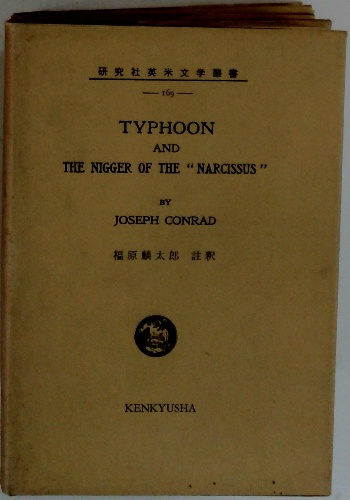 研究社英米文学叢書
169
TYPHOON
AND
THE NIGGER OF THE "NARCISSUS"
BY
JOSEPH CONRAD
福原麟太郎 註釈
KENKYUSHA